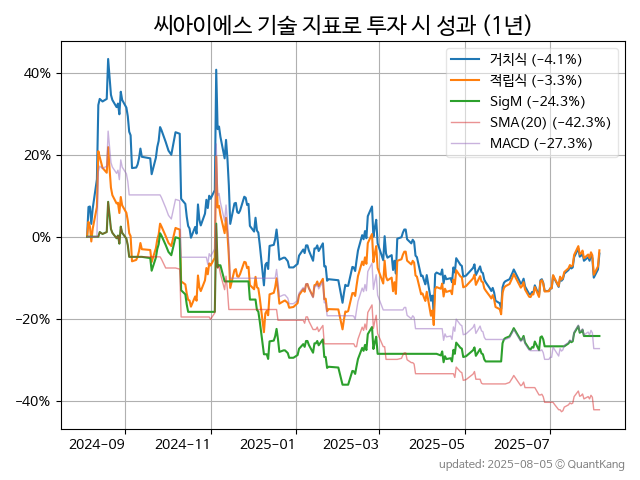 씨아이에스 기술 지표로 투자 시 성과 (1년)
거치식 (−4.1%)
적립식 (−3.3%)
SigM (−24.3%)
SMA(20) (−42.3%)
MACD (−27.3%)
40%
20%
0%
−20%
−40%
2024-09 2024-11 2025-01 2025-03 2025-05 2025-07
updated: 2025-08-05 © QuantKang